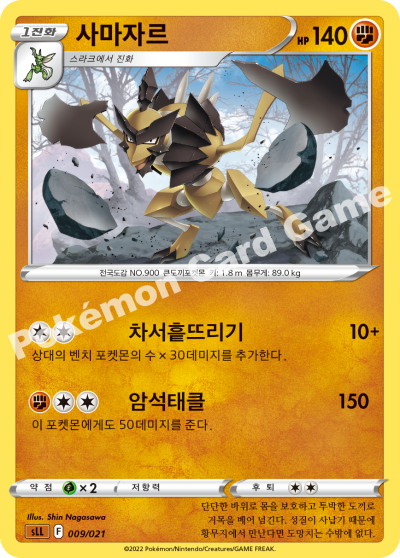 1진화
사마자르
HP 140
스라크에서 진화
전국도감 NO.900 큰도끼포켓몬 키: 1.8 m 몸무게: 89.0 kg
Pokémon Card Game
차서흩뜨리기 10+
상대의 벤치 포켓몬의 수 × 30데미지를 추가한다.
암석태클 150
이 포켓몬에게도 50데미지를 준다.
약점 ×2 저항력 후퇴
Illus. Shin Nagasawa
sLL F 009/021
단단한 바위로 몸을 보호하고 투박한 도끼로
거목을 베어 넘긴다. 성질이 사납기 때문에
황무지에서 만난다면 도망치는 수밖에 없다.
©2022 Pokémon/Nintendo/Creatures/GAME FREAK.